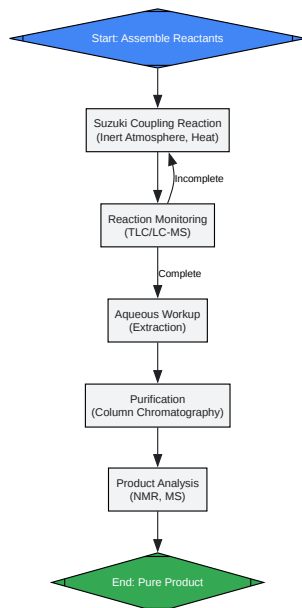 Start: Assemble Reactants
Suzuki Coupling Reaction
(Inert Atmosphere, Heat)
Incomplete
Reaction Monitoring
(TLC/LC-MS)
Complete
Aqueous Workup
(Extraction)
Purification
(Column Chromatography)
Product Analysis
(NMR, MS)
End: Pure Product